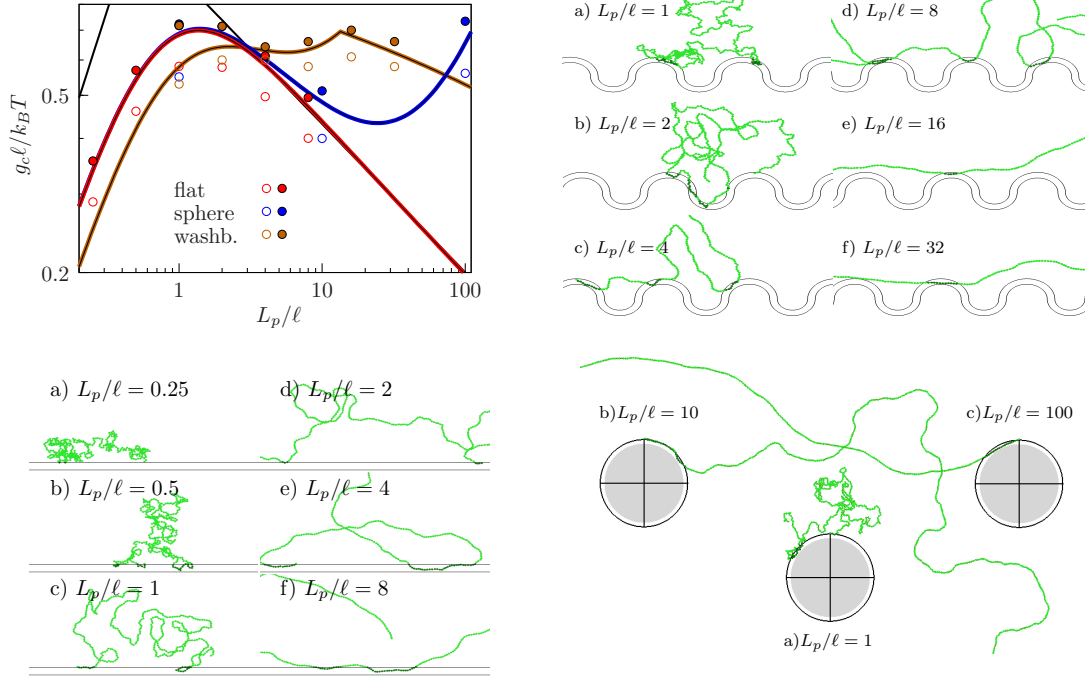 g_cℓ/k_BT
0.5
0.2
flat
sphere
washb.
1
10
100
L_p/ℓ
a) L_p/ℓ = 1
d) L_p/ℓ = 8
b) L_p/ℓ = 2
e) L_p/ℓ = 16
c) L_p/ℓ = 4
f) L_p/ℓ = 32
a) L_p/ℓ = 0.25
d) L_p/ℓ = 2
b) L_p/ℓ = 0.5
e) L_p/ℓ = 4
c) L_p/ℓ = 1
f) L_p/ℓ = 8
b)L_p/ℓ = 10
c)L_p/ℓ = 100
a)L_p/ℓ = 1